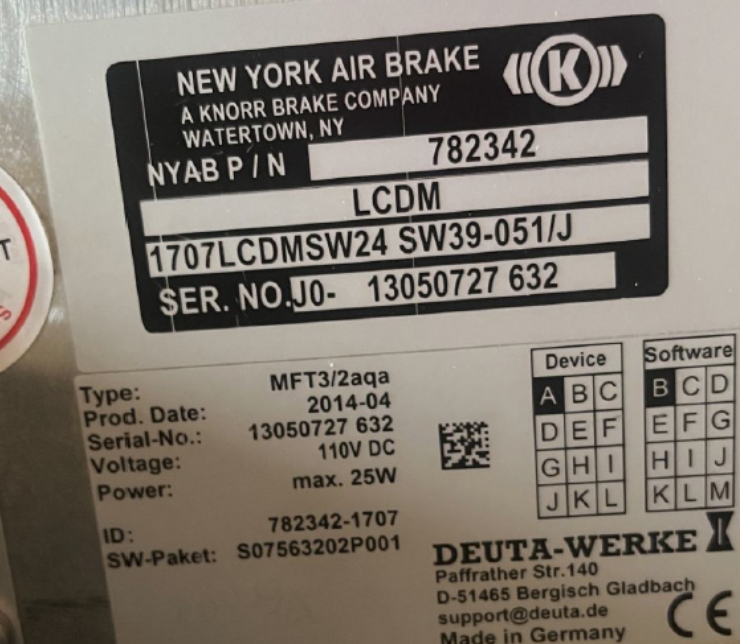 NEW YORK AIR BRAKE
A KNORR BRAKE COMPANY
WATERTOWN, NY
K
NYAB P/N 782342
LCDM
1707LCDMSW24 SW39-051/J
SER. NO.J0- 13050727 632
Type: MFT3/2aqa
Prod. Date: 2014-04
Serial-No.: 13050727 632
Voltage: 110V DC
Power: max. 25W
ID: 782342-1707
SW-Paket: S07563202P001
Device
A B C
D E F
G H I
J K L
Software
B C D
E F G
H I J
K L M
DEUTA-WERKE
Paffrather Str.140
D-51465 Bergisch Gladbach
support@deuta.de
Made in Germany
CE